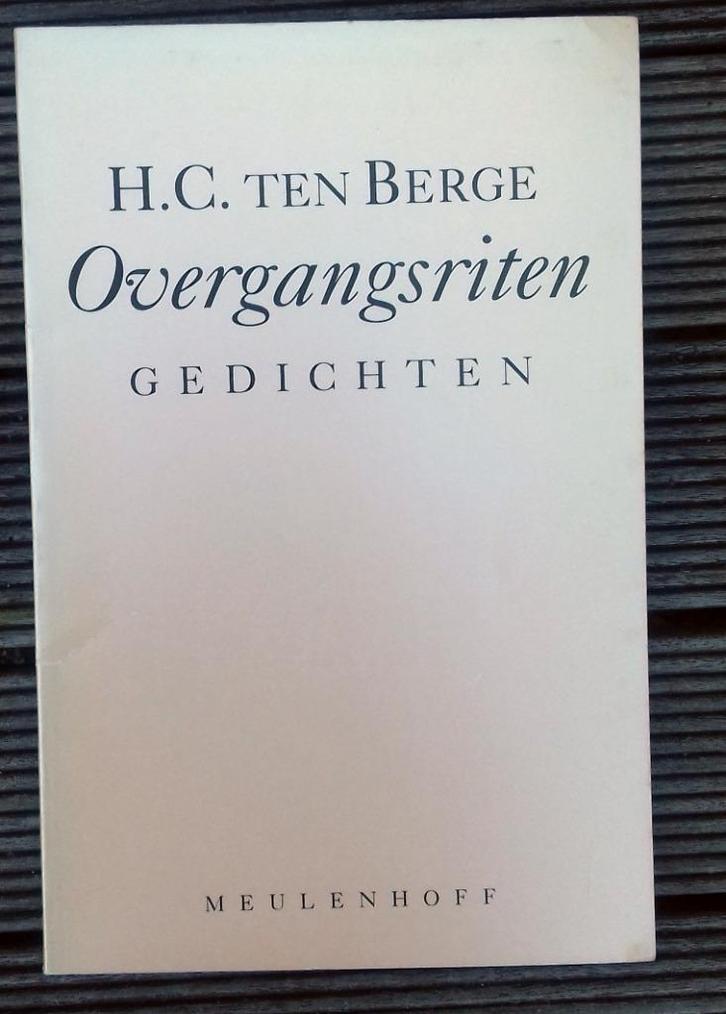 H.C. TEN BERGE
Overgangsriten
GEDICHTEN
MEULENHOFF